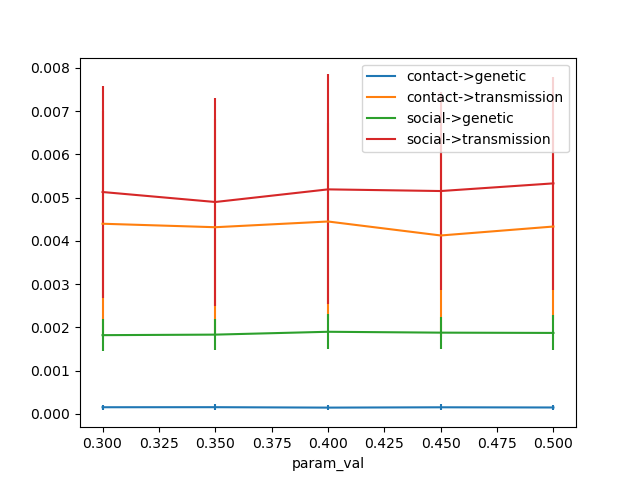 0.008
0.007
0.006
0.005
0.004
0.003
0.002
0.001
0.000
contact->genetic
contact->transmission
social->genetic
social->transmission
0.300 0.325 0.350 0.375 0.400 0.425 0.450 0.475 0.500
param_val